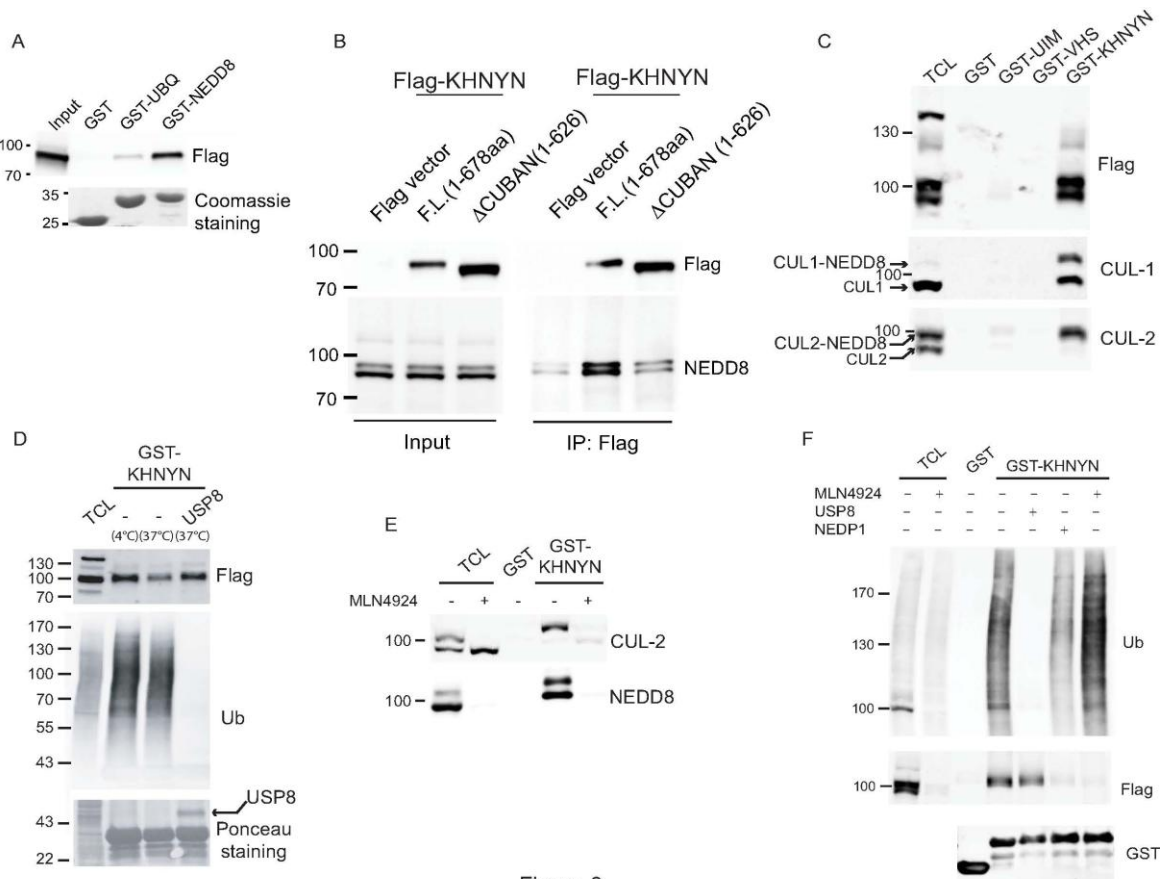 A
Input
GST
GST-UBQ
GST-NEDD8
100
70
Flag
35
25
Coomassie
staining
B
Flag-KHNYN
Flag-KHNYN
Flag vector
F.L.(1-678aa)
ΔCUBAN(1-626)
Flag vector
F.L.(1-678aa)
ΔCUBAN (1-626)
100
70
Flag
100
70
NEDD8
Input
IP: Flag
C
TCL
GST
GST-UIM
GST-VHS
GST-KHNYN
130
100
Flag
CUL1-NEDD8
100
CUL1
CUL-1
100
CUL2-NEDD8
CUL2
CUL-2
D
GST-
KHNYN
TCL
-
-
USP8
(4°C) (37°C) (37°C)
130
100
70
Flag
170
130
100
70
55
43
Ub
USP8
43
22
Ponceau
staining
E
TCL
GST
GST-
KHNYN
MLN4924 - + - - +
100
CUL-2
NEDD8
100
F
TCL
GST
GST-KHNYN
MLN4924 - + - - - - +
USP8 - - - - + - -
NEDP1 - - - - - + -
170
130
100
Ub
100
Flag
GST